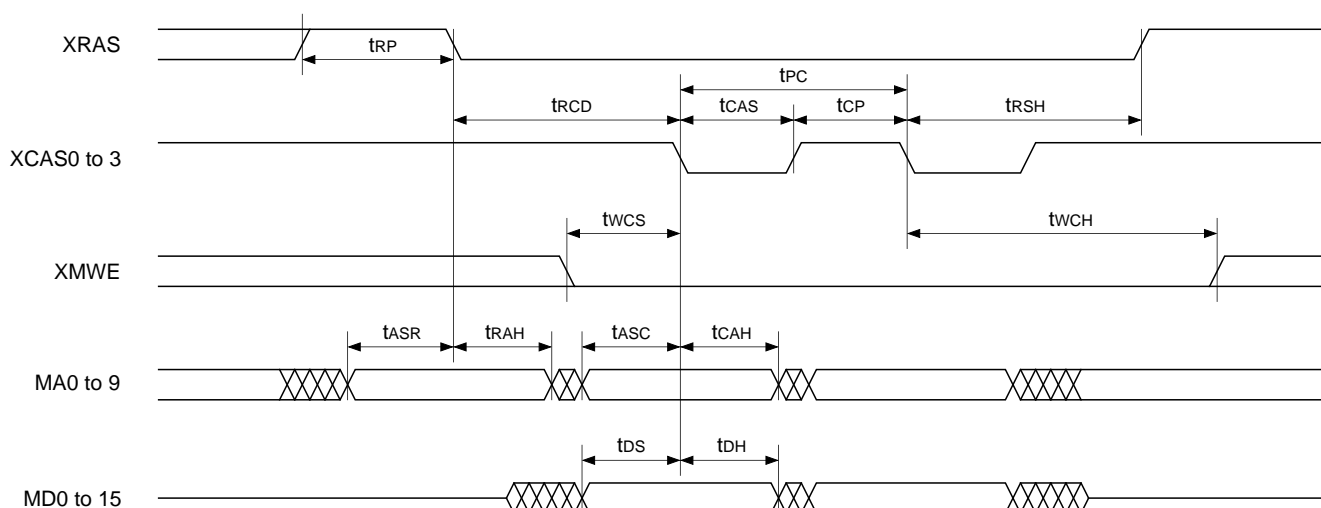 XRAS
tRP
tPC
tRCD
tCAS
tCP
tRSH
XCAS0 to 3
tWCS
tWCH
XMWE
tASR
tRAH
tASC
tCAH
MA0 to 9
tDS
tDH
MD0 to 15